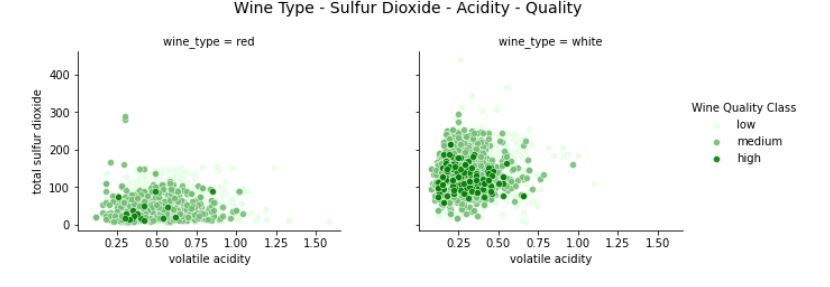 Wine Type - Sulfur Dioxide - Acidity - Quality
wine_type = red
wine_type = white
total sulfur dioxide
400
300
200
100
0
0.25 0.50 0.75 1.00 1.25 1.50
volatile acidity
0.25 0.50 0.75 1.00 1.25 1.50
volatile acidity
Wine Quality Class
low
medium
high